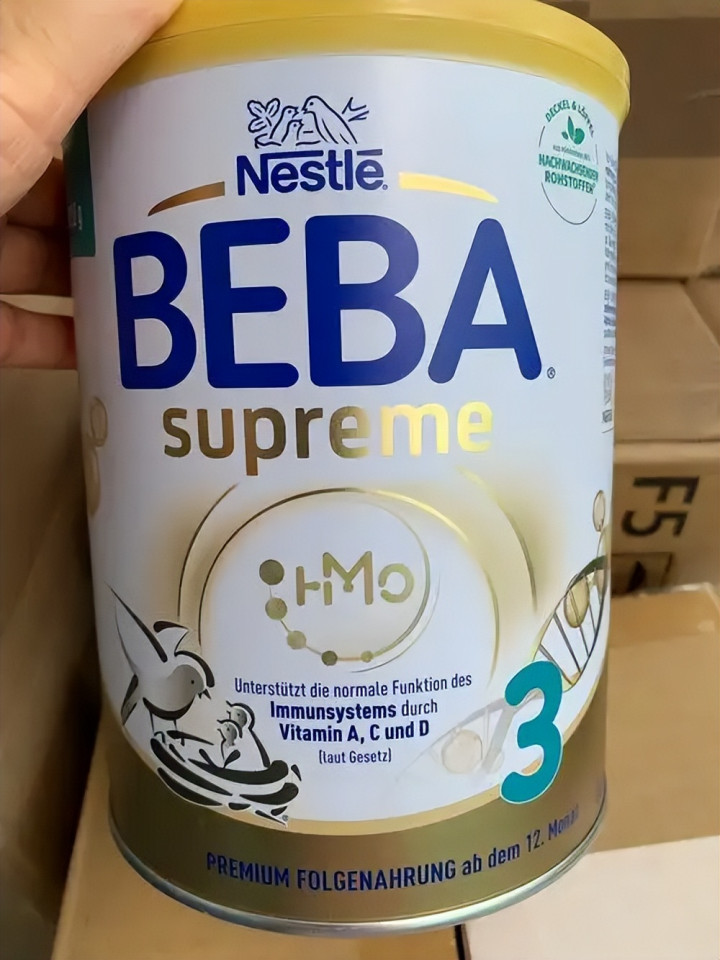 Nestlé
BEBA
supreme
DECKEL & LÖFFEL
NACHWACHSENDEN
ROHSTOFFEN
HMO
Unterstützt die normale Funktion des
Immunsystems durch
Vitamin A, C und D
(laut Gesetz)
3
PREMIUM FOLGENAHRUNG ab dem 12. Monat
F5